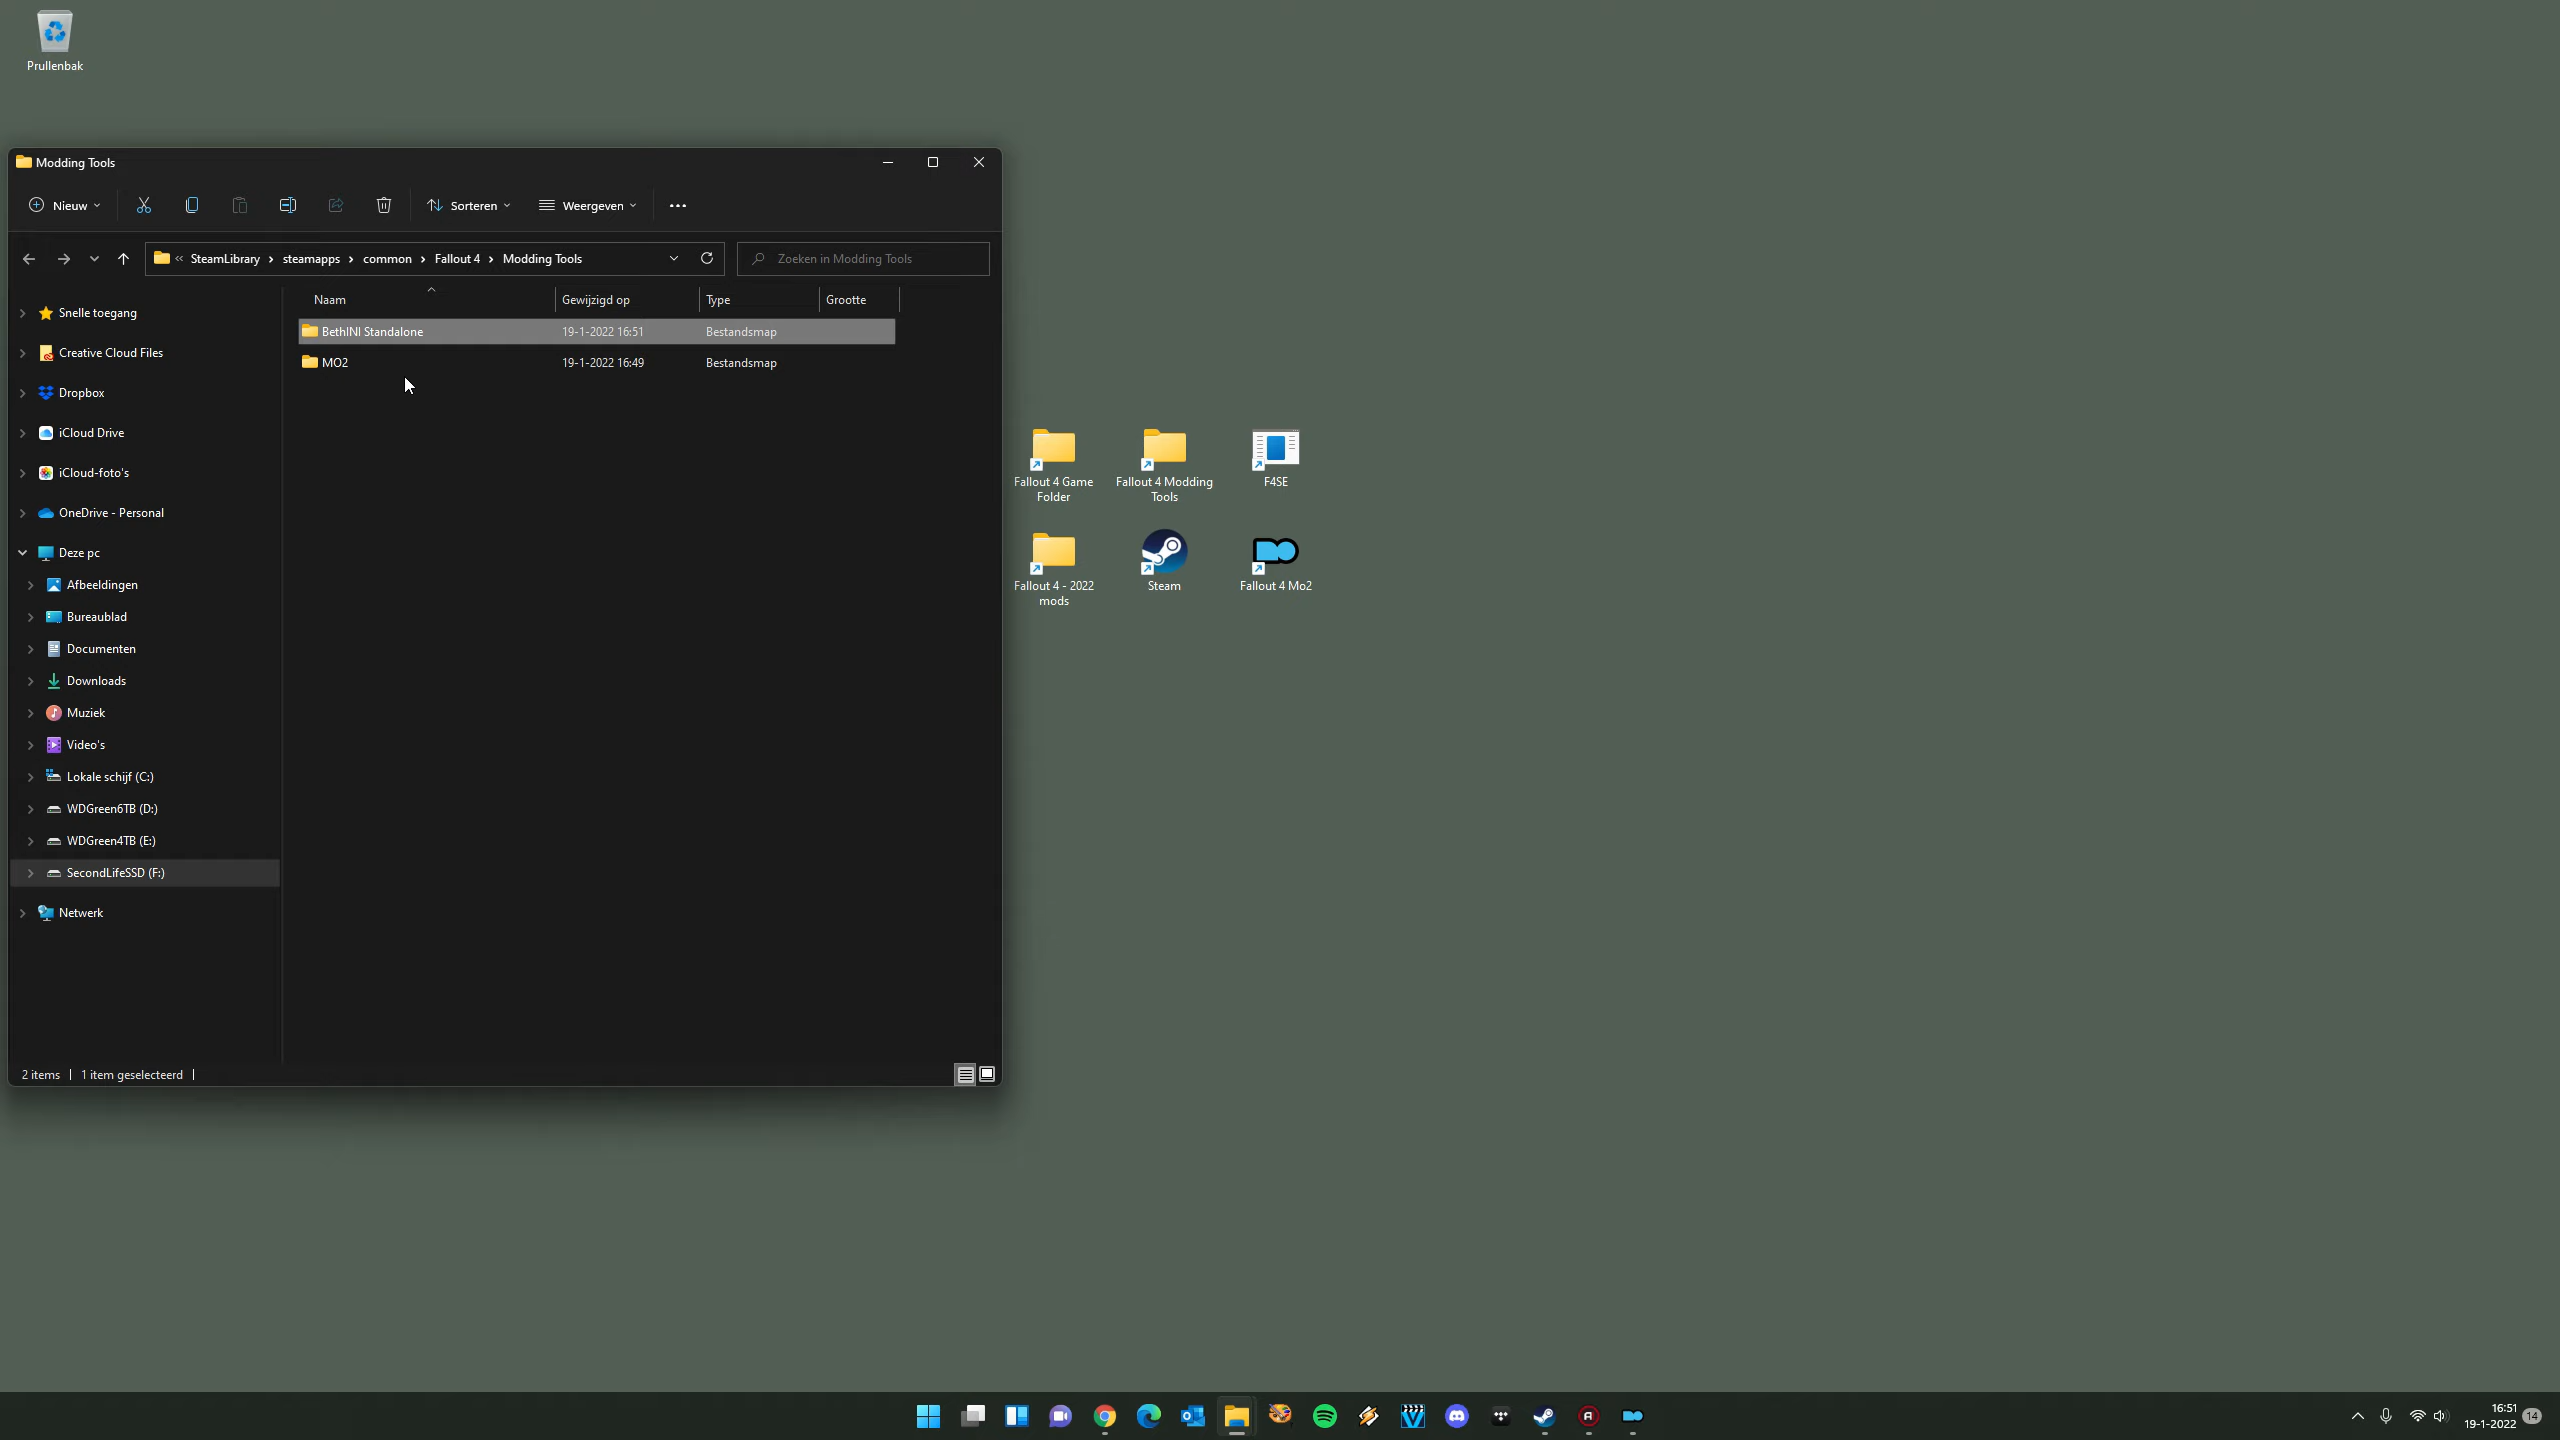 Prullenbak
Modding Tools
Nieuw
Sorteren
Weergeven
SteamLibrary
steamapps
common
Fallout 4
Modding Tools
Zoeken in Modding Tools
Naam
Gewijzigd op
Type
Grootte
BethINI Standalone
19-1-2022 16:51
Bestandsmap
MO2
19-1-2022 16:49
Bestandsmap
Snelle toegang
Creative Cloud Files
Dropbox
iCloud Drive
iCloud-foto's
OneDrive - Personal
Deze pc
Afbeeldingen
Bureaublad
Documenten
Downloads
Muziek
Video's
Lokale schijf (C:)
WDGreen6TB (D:)
WDGreen4TB (E:)
SecondLifeSSD (F:)
Netwerk
2 items
1 item geselecteerd
Fallout 4 Game
Folder
Fallout 4 Modding
Tools
F4SE
Fallout 4 - 2022
mods
Steam
Fallout 4 Mo2
16:51
19-1-2022
14